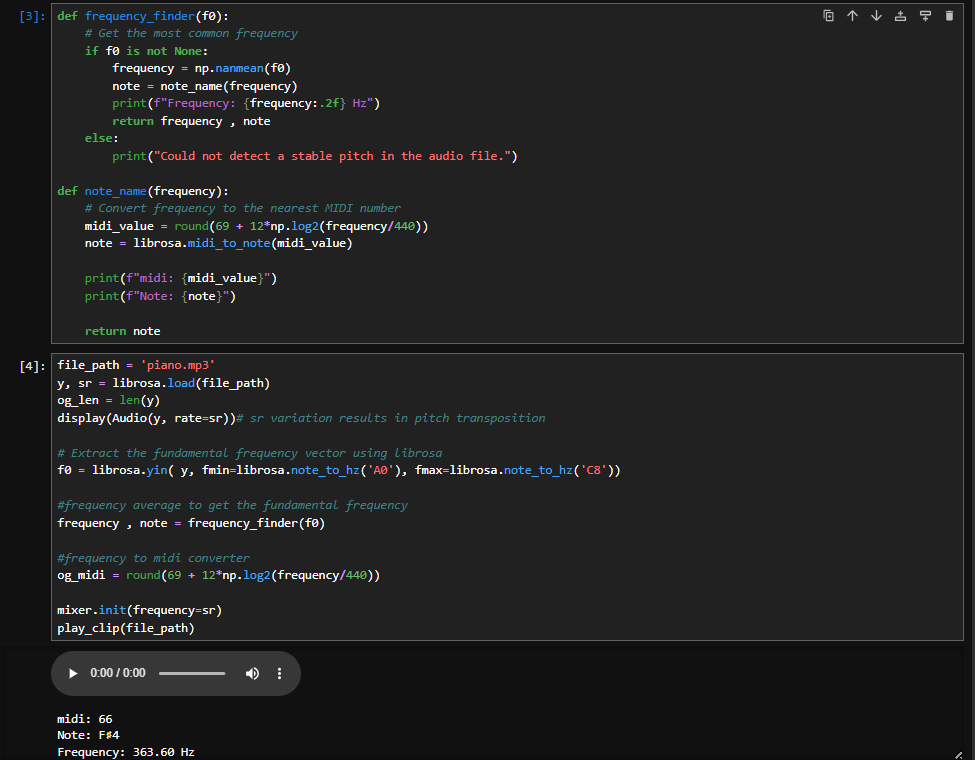 [3]:
def frequency_finder(f0):
    # Get the most common frequency
    if f0 is not None:
        frequency = np.nanmean(f0)
        note = note_name(frequency)
        print(f"Frequency: {frequency:.2f} Hz")
        return frequency , note
    else:
        print("Could not detect a stable pitch in the audio file.")

def note_name(frequency):
    # Convert frequency to the nearest MIDI number
    midi_value = round(69 + 12*np.log2(frequency/440))
    note = librosa.midi_to_note(midi_value)

    print(f"midi: {midi_value}")
    print(f"Note: {note}")

    return note
[4]:
file_path = 'piano.mp3'
y, sr = librosa.load(file_path)
og_len = len(y)
display(Audio(y, rate=sr))# sr variation results in pitch transposition

# Extract the fundamental frequency vector using librosa
f0 = librosa.yin( y, fmin=librosa.note_to_hz('A0'), fmax=librosa.note_to_hz('C8'))

#frequency average to get the fundamental frequency
frequency , note = frequency_finder(f0)

#frequency to midi converter
og_midi = round(69 + 12*np.log2(frequency/440))

mixer.init(frequency=sr)
play_clip(file_path)
0:00 / 0:00
midi: 66
Note: F♯4
Frequency: 363.60 Hz